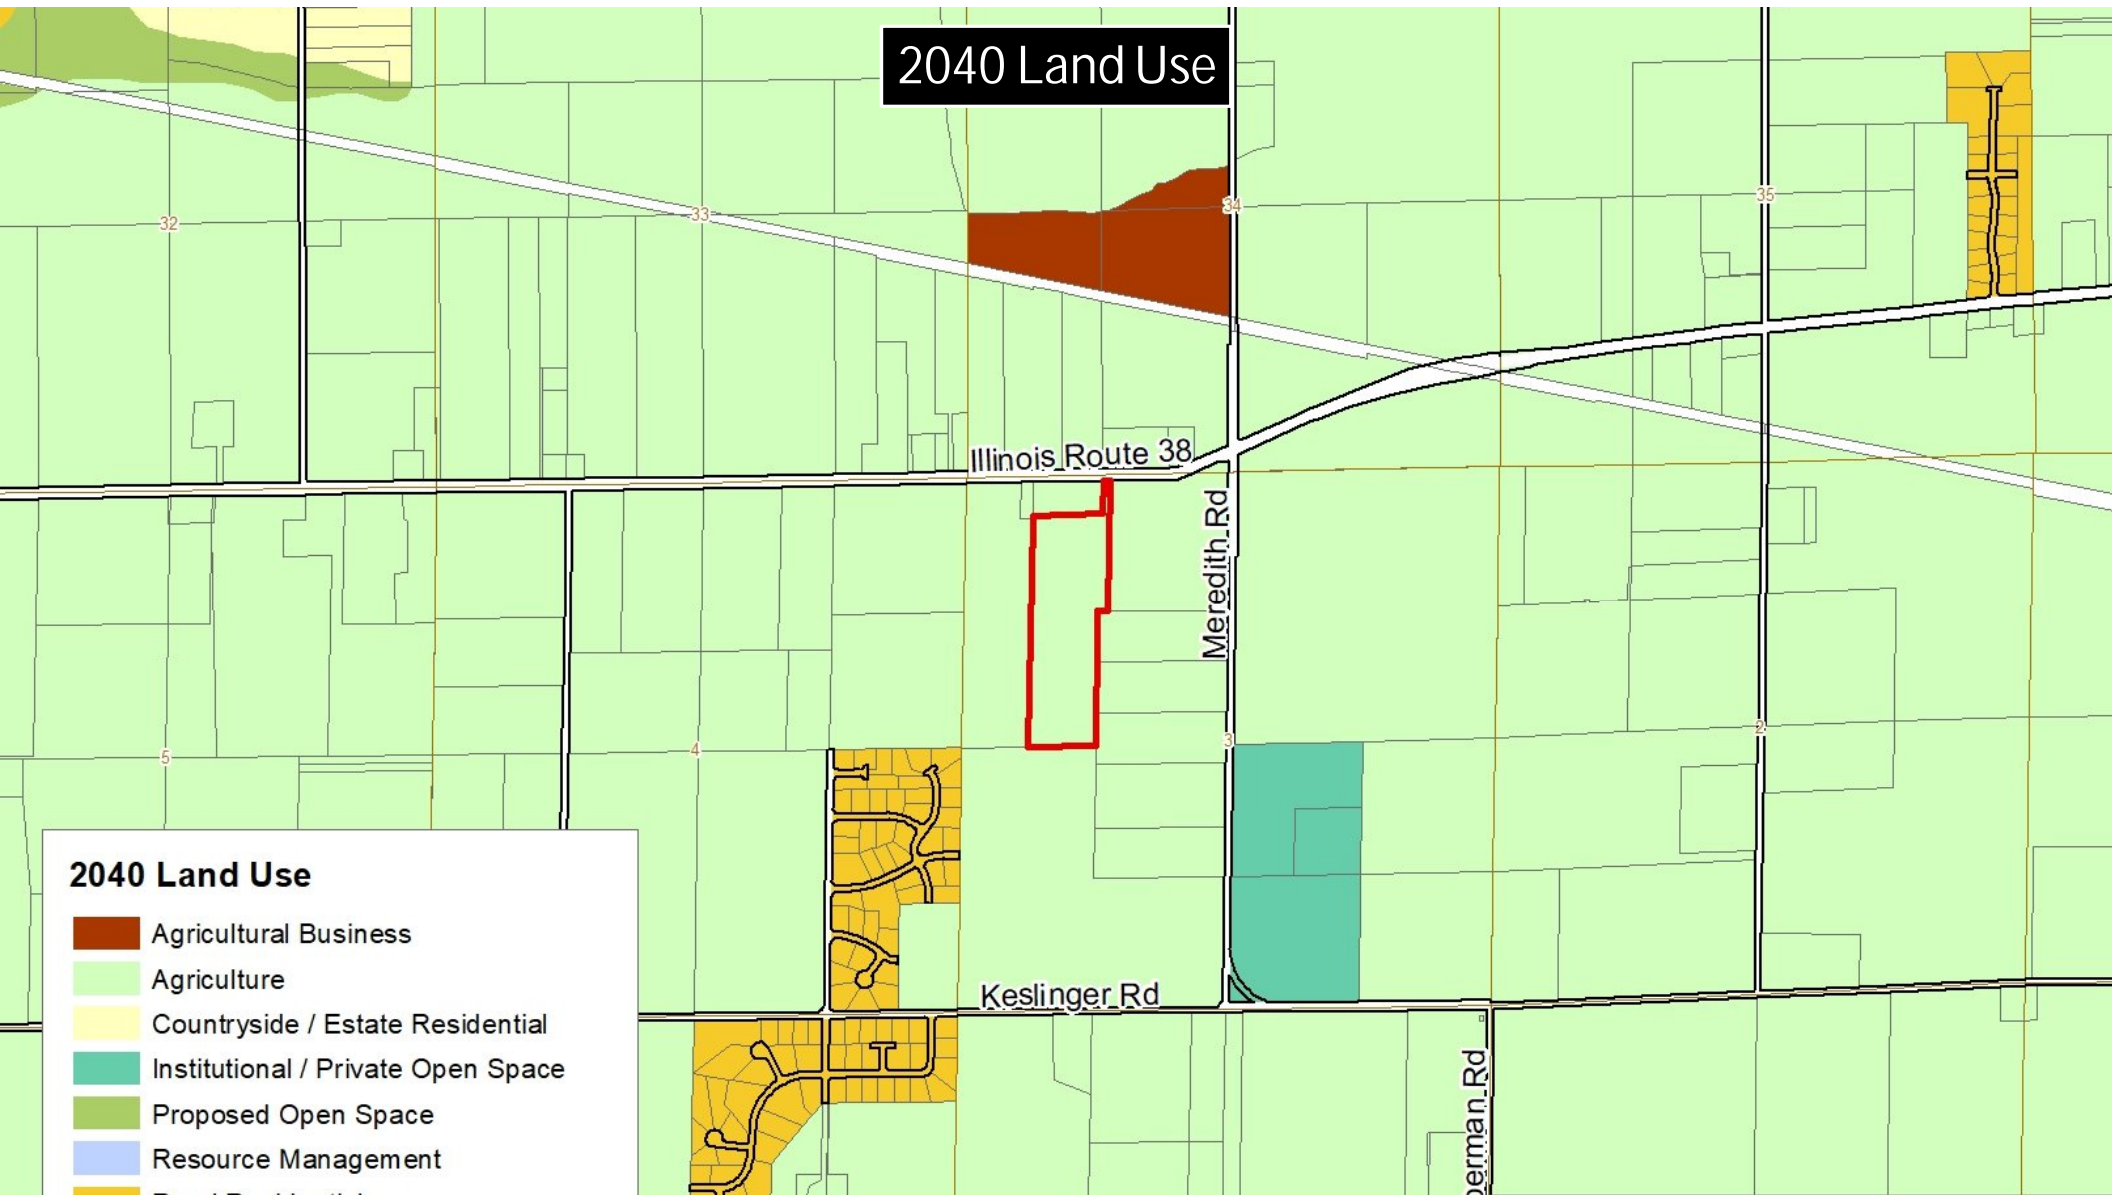 2040 Land Use
32
33
34
35
Illinois Route 38
Meredith Rd
5
4
3
2
Keslinger Rd
2040 Land Use
Agricultural Business
Agriculture
Countryside / Estate Residential
Institutional / Private Open Space
Proposed Open Space
Resource Management